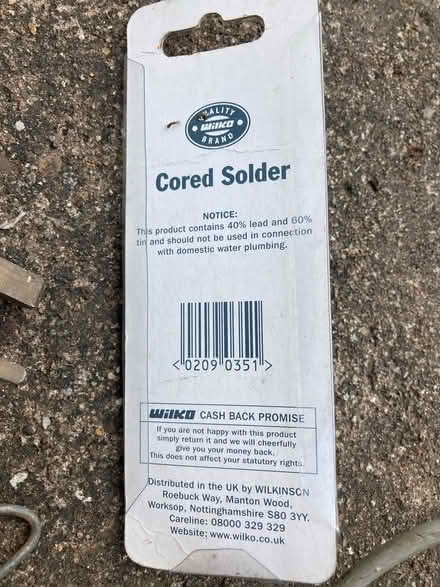 QUALITY
WilKO
BRAND
Cored Solder
NOTICE:
This product contains 40% lead and 60%
tin and should not be used in connection
with domestic water plumbing.
<0209 0351>
WilKO CASH BACK PROMISE
If you are not happy with this product
simply return it and we will cheerfully
give you your money back.
This does not affect your statutory rights.
Distributed in the UK by WILKINSON
Roebuck Way, Manton Wood,
Worksop, Nottinghamshire S80 3YY.
Careline: 08000 329 329
Website: www.wilko.co.uk